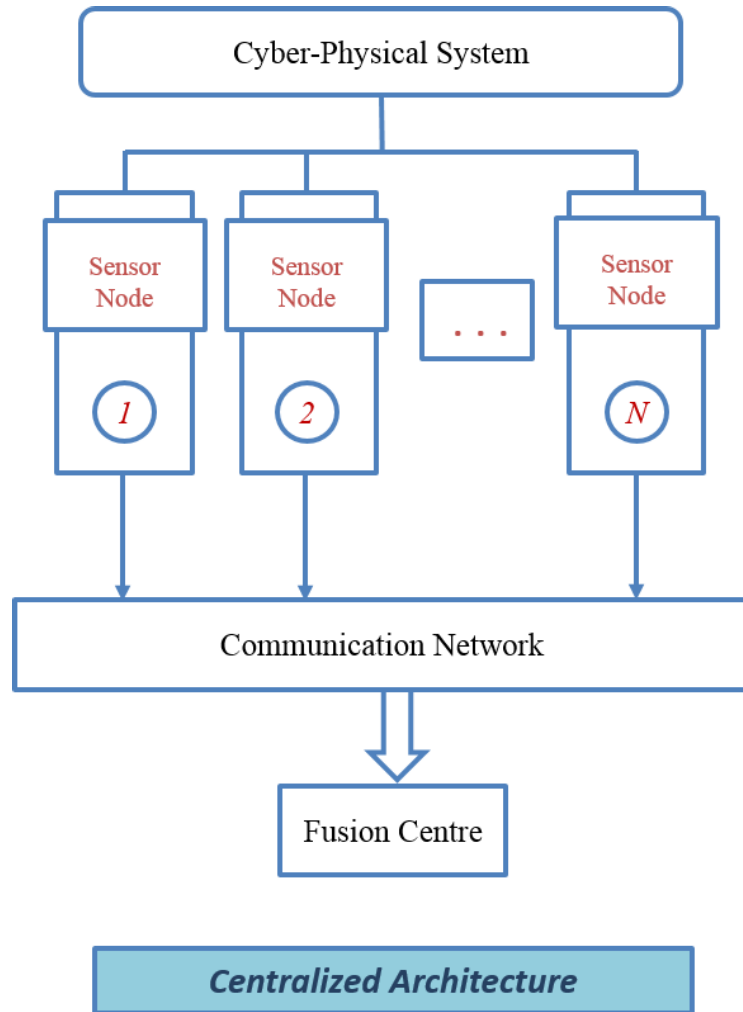 Cyber-Physical System
Sensor
Node
Sensor
Node
. . .
Sensor
Node
1
2
N
Communication Network
Fusion Centre
Centralized Architecture